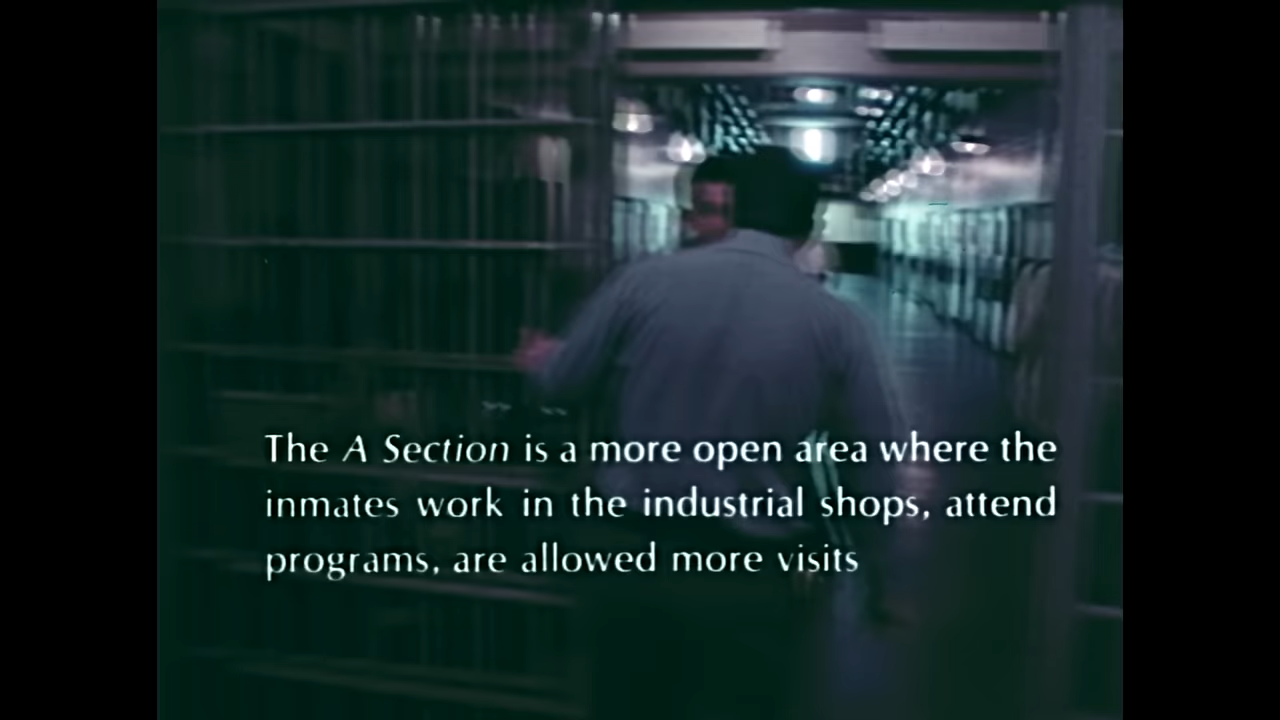 The A Section is a more open area where the
inmates work in the industrial shops, attend
programs, are allowed more visits